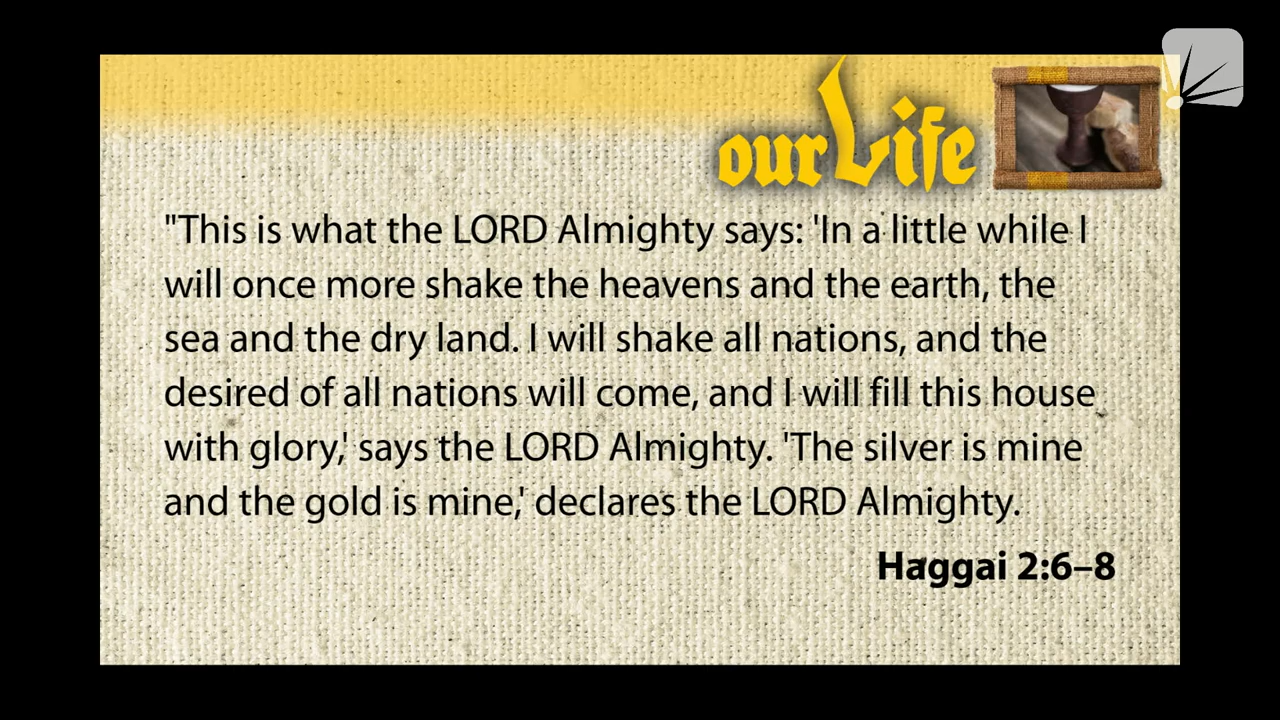 our Life
"This is what the LORD Almighty says: 'In a little while I
will once more shake the heavens and the earth, the
sea and the dry land. I will shake all nations, and the
desired of all nations will come, and I will fill this house
with glory,' says the LORD Almighty. 'The silver is mine
and the gold is mine,' declares the LORD Almighty.
Haggai 2:6–8